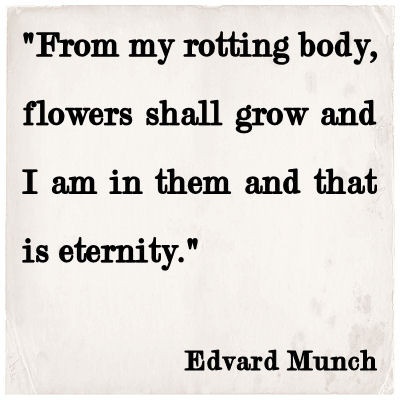 "From my rotting body,
flowers shall grow and
I am in them and that
is eternity."
Edvard Munch